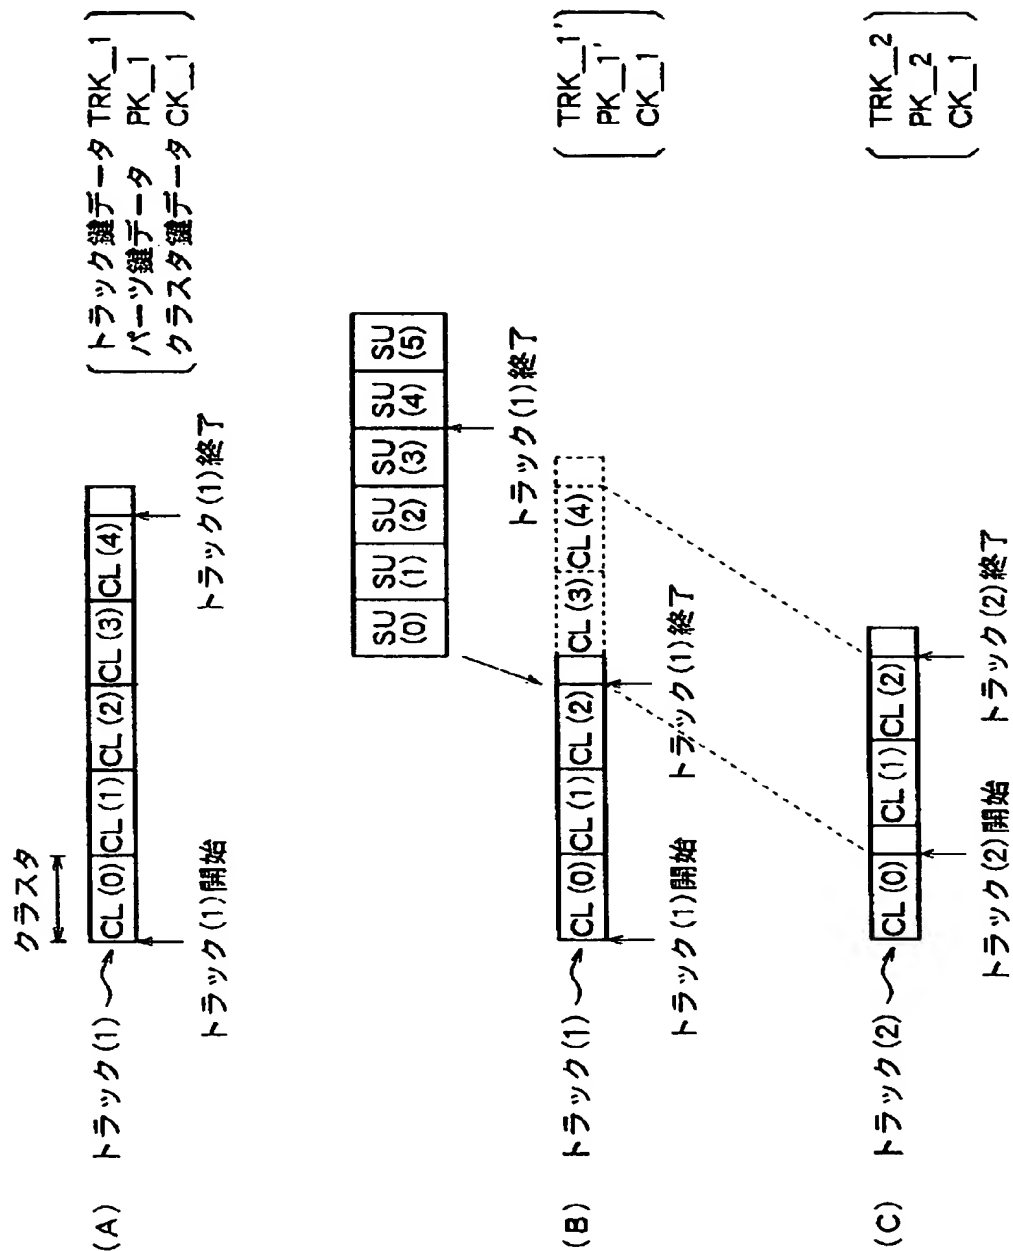 クラスタ
(A) トラック(1) CL(0) CL(1) CL(2) CL(3) CL(4)
トラック(1)開始 トラック(1)終了
トラック鍵データ TRK_1
パーツ鍵データ PK_1
クラスタ鍵データ CK_1
SU(0) SU(1) SU(2) SU(3) SU(4) SU(5)
トラック(1)終了
(B) トラック(1) CL(0) CL(1) CL(2) CL(3) CL(4)
トラック(1)開始 トラック(1)終了
TRK_1'
PK_1'
CK_1
(C) トラック(2) CL(0) CL(1) CL(2)
トラック(2)開始 トラック(2)終了
TRK_2
PK_2
CK_1